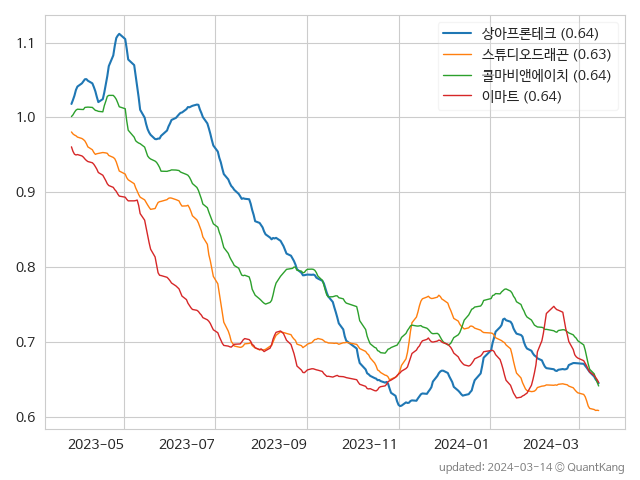 상아프론테크 (0.64)
스튜디오드래곤 (0.63)
콜마비앤에이치 (0.64)
이마트 (0.64)
1.1
1.0
0.9
0.8
0.7
0.6
2023-05 2023-07 2023-09 2023-11 2024-01 2024-03
updated: 2024-03-14 © QuantKang